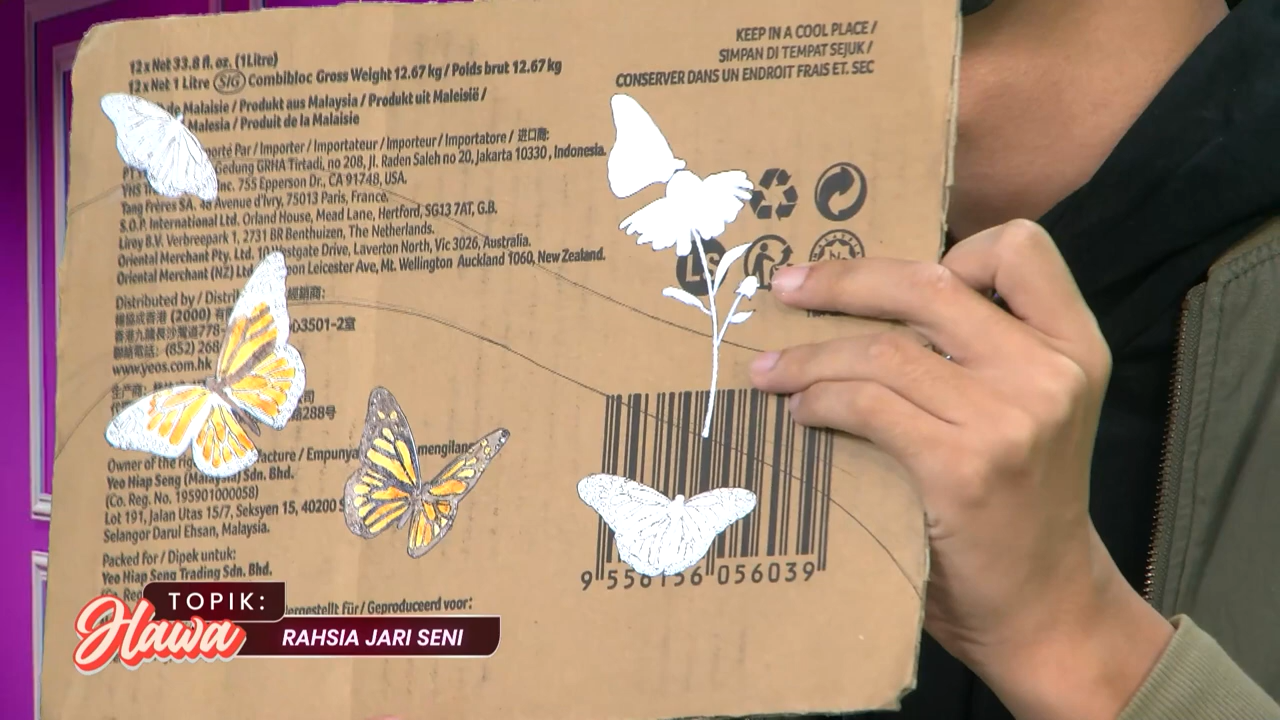 12 x Net 33.8 fl. oz. (1Litre)
12 x Net 1 Litre SIG Combibloc Gross Weight 12.67 kg / Poids brut 12.67 kg
de Malaisie / Produkt aus Malaysia / Produkt uit Maleisië /
Malesia / Produit de la Malaisie
Par / Importer / Importateur / Importeur / Importatore / 进口商:
Gedung GRHA Tirtadi, no 208, Jl. Raden Saleh no 20, Jakarta 10330, Indonesia.
Inc. 755 Epperson Dr., CA 91748, USA.
Tang Frères SA. 48 Avenue d'Ivry, 75013 Paris, France.
S.O.P. International Ltd. Orland House, Mead Lane, Hertford, SG13 7AT, G.B.
Liroy B.V. Verbreepark 1, 2731 BR Benthuizen, The Netherlands.
Oriental Merchant Pty. Ltd. 10 Westgate Drive, Laverton North, Vic 3026, Australia.
Oriental Merchant (NZ) Ltd Leicester Ave, Mt. Wellington Auckland 1060, New Zealand.
Distributed by / 經銷商:
(2000)
3501-2室
(852) 268
www.yeos.com.hk
288号
Owner of the
Yeo Hiap Seng (Malaysia) Sdn. Bhd.
(Co. Reg. No. 195901000058)
Lot 191, Jalan Utas 15/7, Seksyen 15, 40200
Selangor Darul Ehsan, Malaysia.
Packed for / Dipek untuk:
Yeo Hiap Seng Trading Sdn. Bhd.
für / Geproduceerd voor:
KEEP IN A COOL PLACE /
SIMPAN DI TEMPAT SEJUK /
CONSERVER DANS UN ENDROIT FRAIS ET. SEC
9 556156 056039
TOPIK:
Hawa
RAHSIA JARI SENI